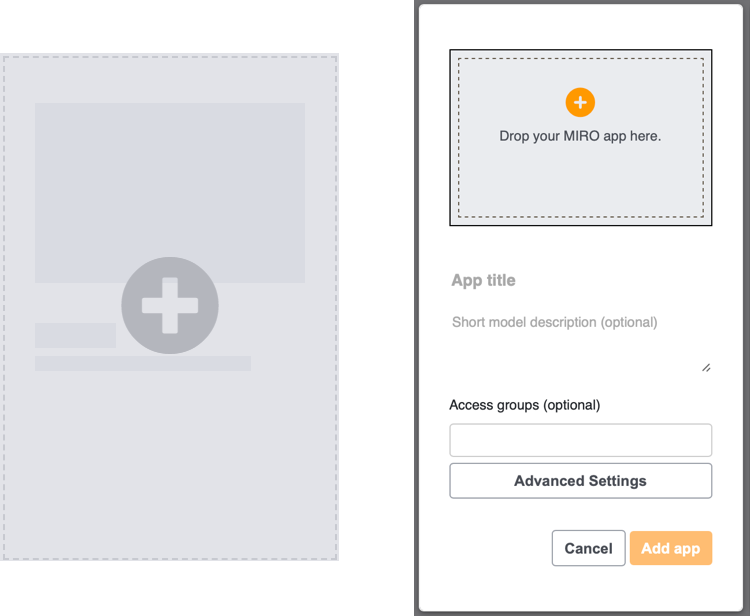 Drop your MIRO app here.
App title
Short model description (optional)
Access groups (optional)
Advanced Settings
Cancel
Add app